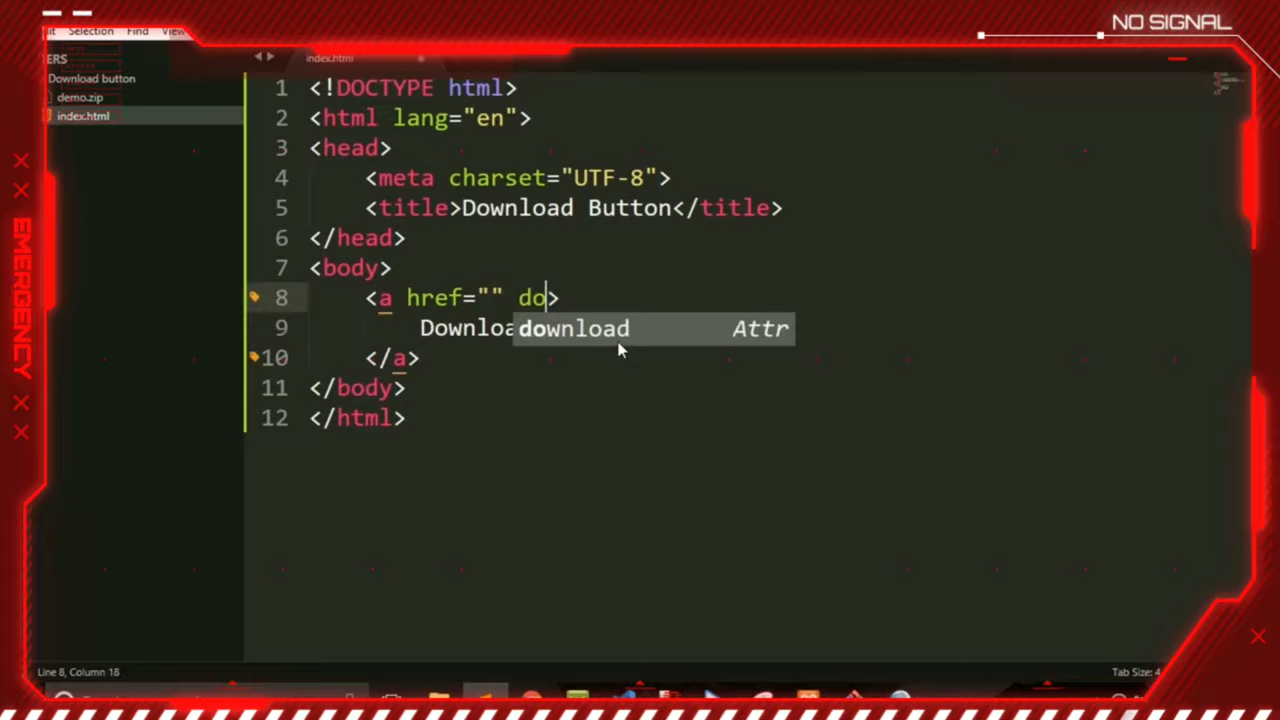 NO SIGNAL
Selection Find View
ERS
Download button
demo.zip
index.html
index.html
1 <!DOCTYPE html>
2 <html lang="en">
3 <head>
4 <meta charset="UTF-8">
5 <title>Download Button</title>
6 </head>
7 <body>
8 <a href="" do>
9 Downloa
download Attr
10 </a>
11 </body>
12 </html>
EMERGENCY
Line 8, Column 18
Tab Size: 4